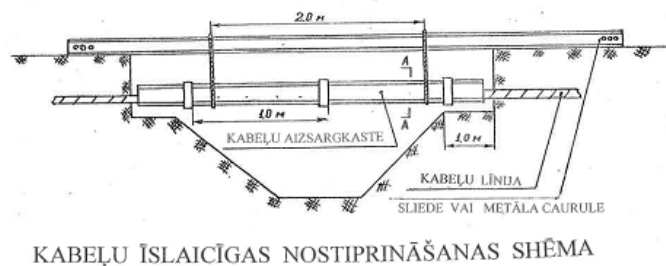 2.0 м
A
1.0 м
A
KABEĻU AIZSARGKASTE
1.0 м
KABEĻU LĪNIJA
SLIEDE VAI METĀLA CAURULE
KABEĻU ĪSLAICĪGAS NOSTIPRINĀŠANAS SHĒMA